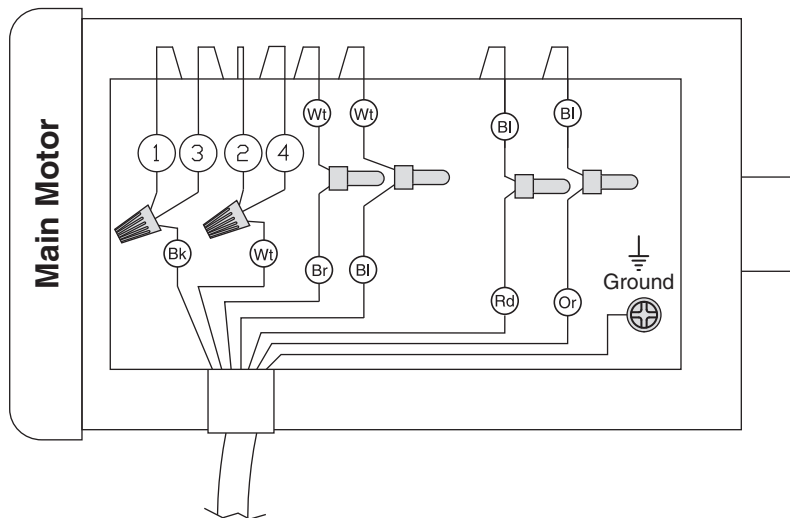 Main Motor
Wt Wt Bl Bl
1 3 2 4
Bk Wt Br Bl Rd Or
Ground